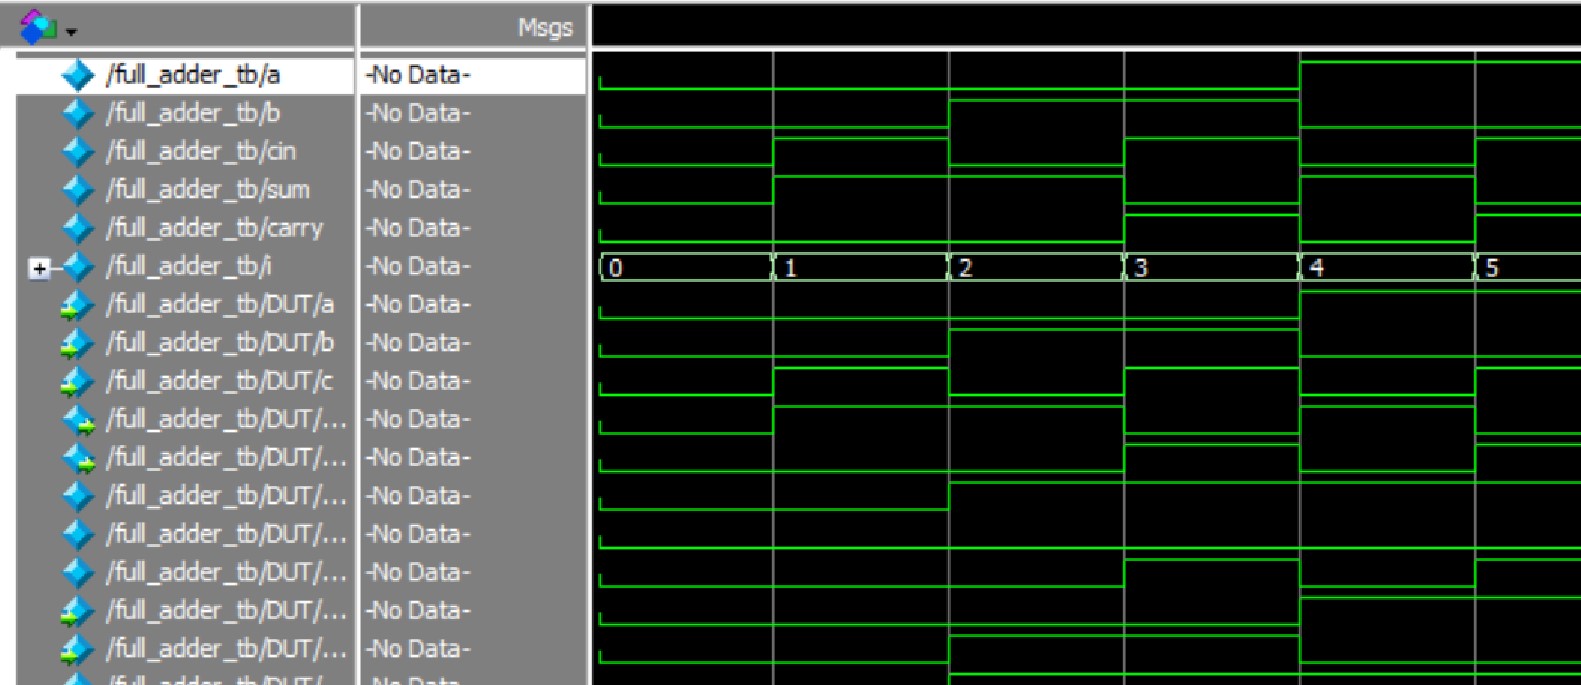 Msgs
/full_adder_tb/a -No Data-
/full_adder_tb/b -No Data-
/full_adder_tb/cin -No Data-
/full_adder_tb/sum -No Data-
/full_adder_tb/carry -No Data-
/full_adder_tb/i -No Data- 0 1 2 3 4 5
/full_adder_tb/DUT/a -No Data-
/full_adder_tb/DUT/b -No Data-
/full_adder_tb/DUT/c -No Data-
/full_adder_tb/DUT/... -No Data-
/full_adder_tb/DUT/... -No Data-
/full_adder_tb/DUT/... -No Data-
/full_adder_tb/DUT/... -No Data-
/full_adder_tb/DUT/... -No Data-
/full_adder_tb/DUT/... -No Data-
/full_adder_tb/DUT/... -No Data-